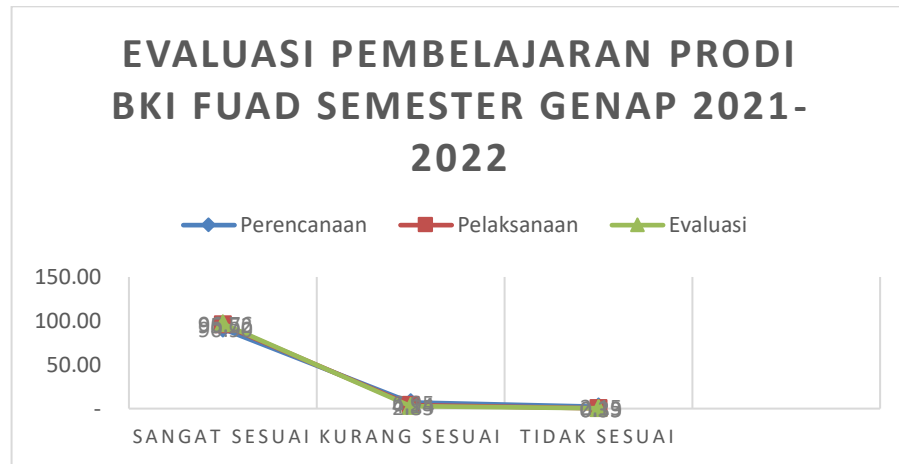 EVALUASI PEMBELAJARAN PRODI
BKI FUAD SEMESTER GENAP 2021-
2022
Perencanaan Pelaksanaan Evaluasi
150.00
100.00
50.00
-
SANGAT SESUAI KURANG SESUAI TIDAK SESUAI